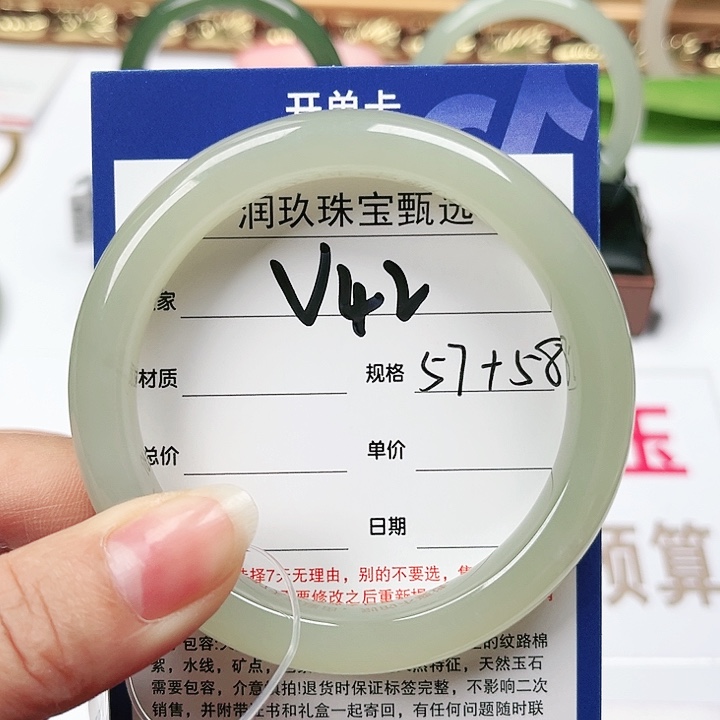 开单卡
润玖珠宝甄选
家
V42
材质
规格 57+58
总价
单价
日期
选择7天无理由，别的不要选，售
要修改之后重新
包容:
的纹路棉
絮，水线，矿点，
特征，天然玉石
需要包容，介意慎拍!退货时保证标签完整，不影响二次
销售，并附带证书和礼盒一起寄回，有任何问题随时联
玉
预算